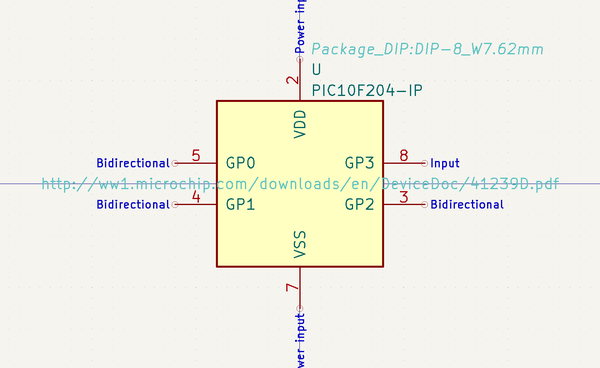 Power in
Package_DIP:DIP-8_W7.62mm
U
PIC10F204-IP
2
VDD
Bidirectional 5 GP0 GP3 8 Input
http://ww1.microchip.com/downloads/en/DeviceDoc/41239D.pdf
Bidirectional 4 GP1 GP2 3 Bidirectional
VSS
7
wer input